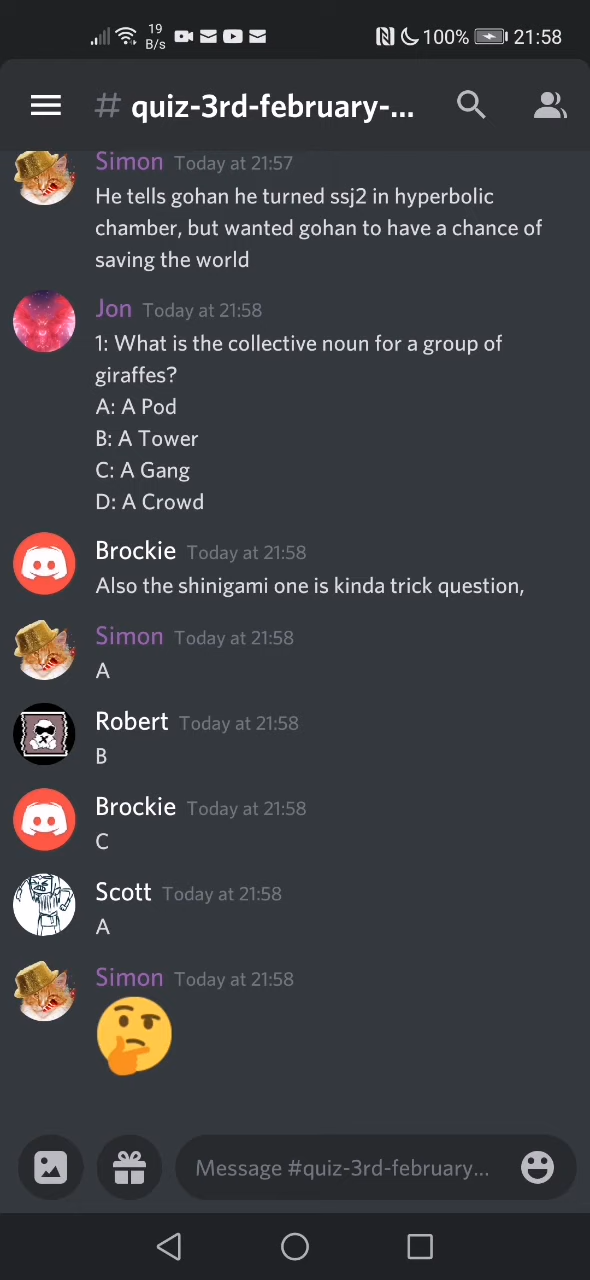 19
B/s
100%
21:58
# quiz-3rd-february-...
Simon Today at 21:57
He tells gohan he turned ssj2 in hyperbolic
chamber, but wanted gohan to have a chance of
saving the world
Jon Today at 21:58
1: What is the collective noun for a group of
giraffes?
A: A Pod
B: A Tower
C: A Gang
D: A Crowd
Brockie Today at 21:58
Also the shinigami one is kinda trick question,
Simon Today at 21:58
A
Robert Today at 21:58
B
Brockie Today at 21:58
C
Scott Today at 21:58
A
Simon Today at 21:58
Message #quiz-3rd-february...